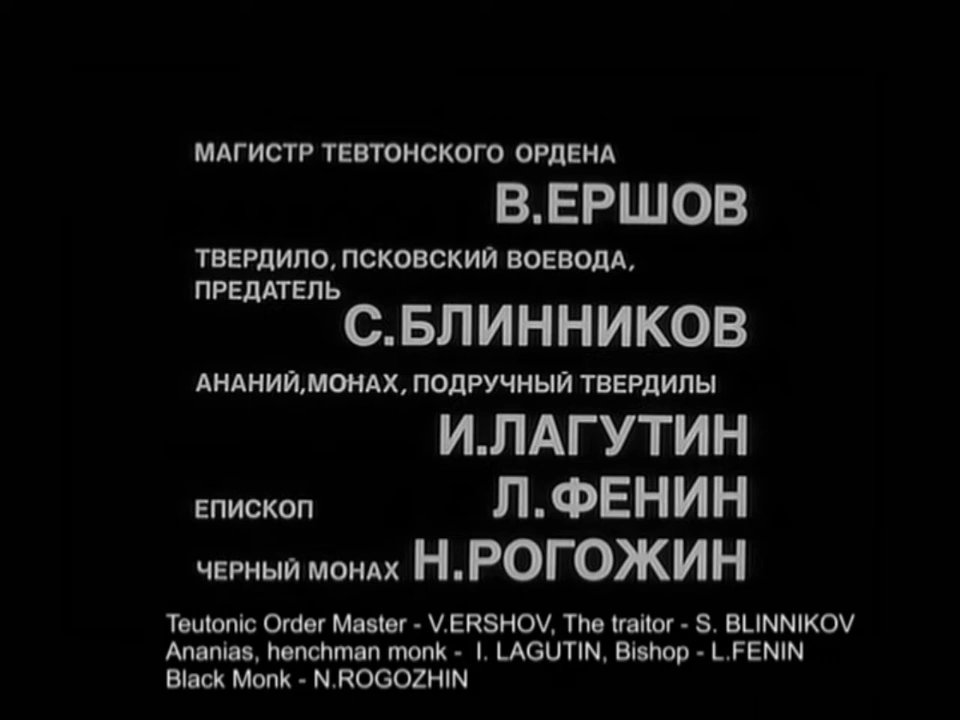 МАГИСТР ТЕВТОНСКОГО ОРДЕНА
В.ЕРШОВ
ТВЕРДИЛО, ПСКОВСКИЙ ВОЕВОДА,
ПРЕДАТЕЛЬ
С.БЛИННИКОВ
АНАНИЙ,МОНАХ, ПОДРУЧНЫЙ ТВЕРДИЛЫ
И.ЛАГУТИН
ЕПИСКОП Л.ФЕНИН
ЧЕРНЫЙ МОНАХ Н.РОГОЖИН
Teutonic Order Master - V.ERSHOV, The traitor - S. BLINNIKOV
Ananias, henchman monk - I. LAGUTIN, Bishop - L.FENIN
Black Monk - N.ROGOZHIN